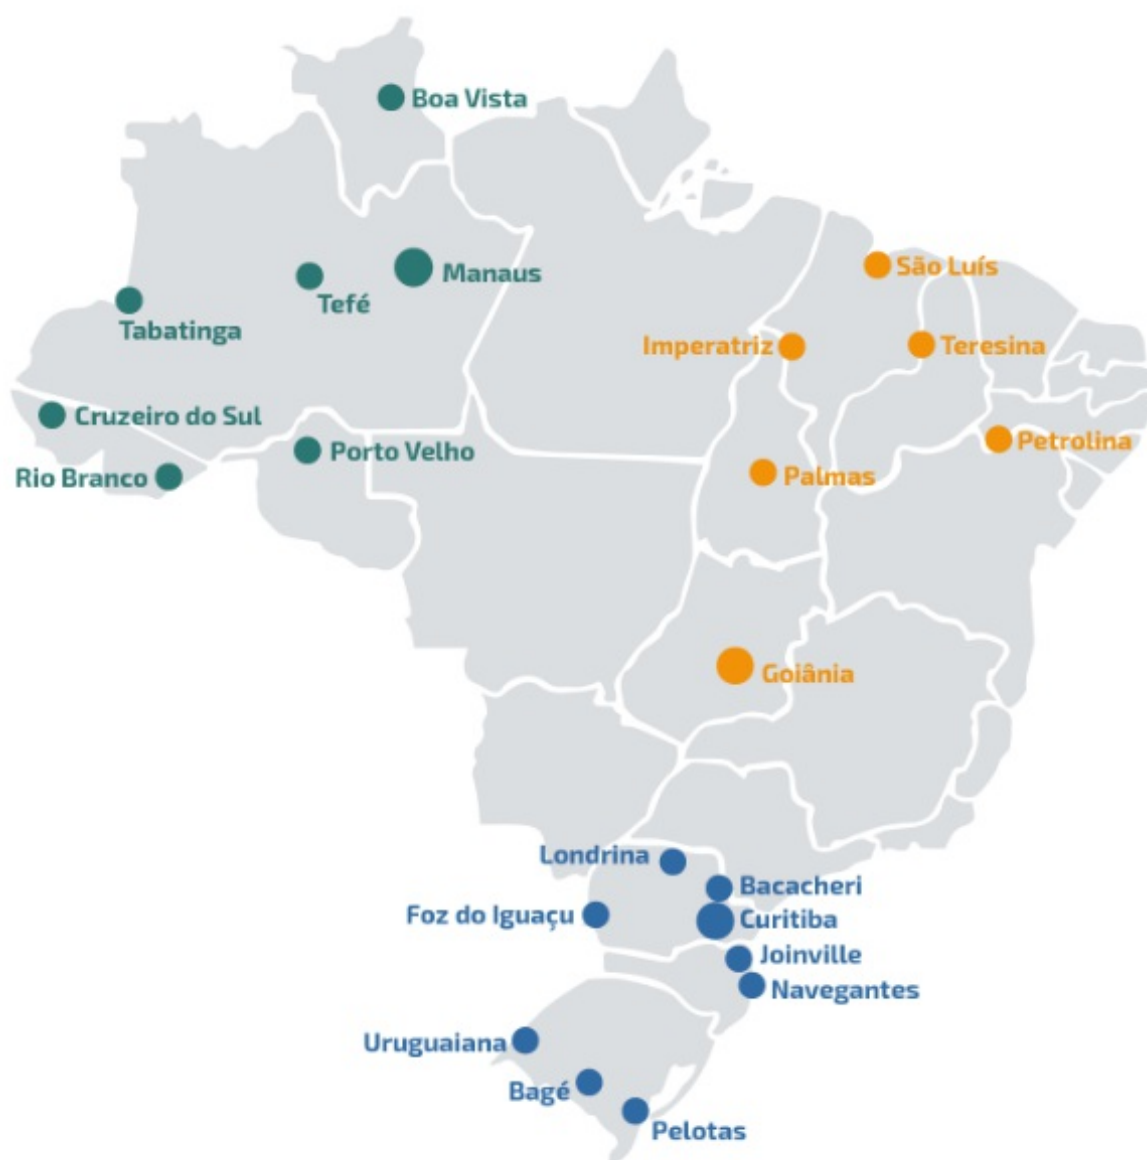 Boa Vista
São Luís
Manaus
Tefé
Tabatinga
Imperatriz
Teresina
Cruzeiro do Sul
Petrolina
Porto Velho
Rio Branco
Palmas
Goiânia
Londrina
Bacacheri
Foz do Iguaçu
Curitiba
Joinville
Navegantes
Uruguaiana
Bagé
Pelotas